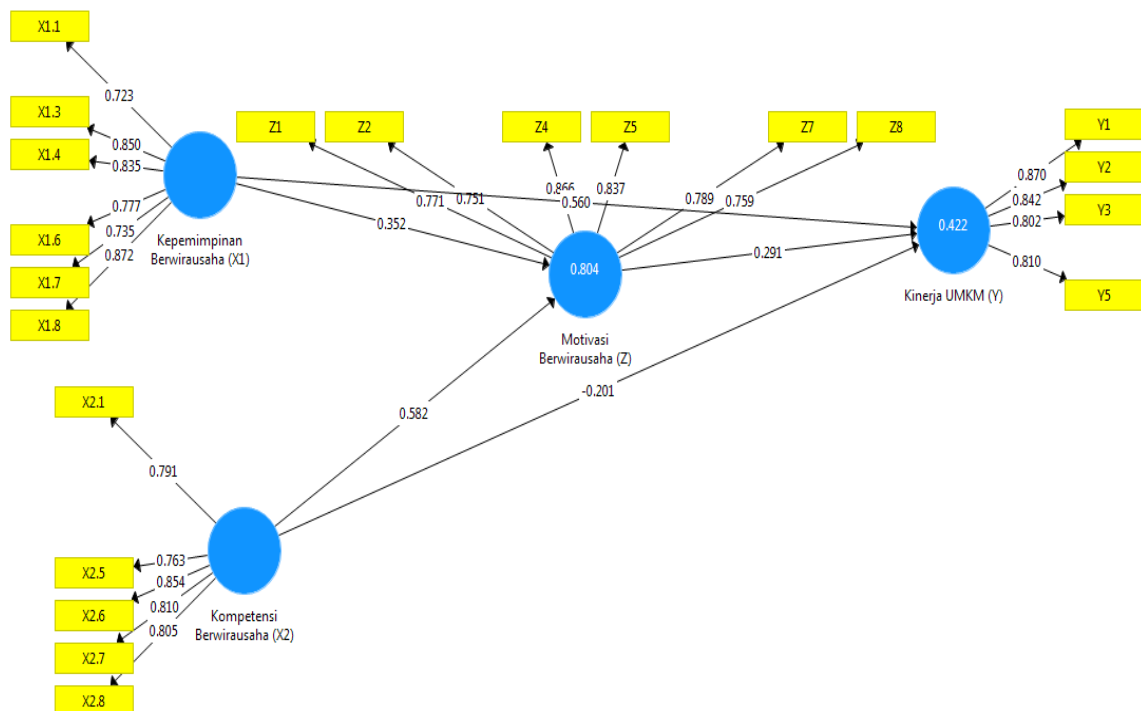 X1.1
0.723
X1.3
0.850
X1.4
0.835
0.777
X1.6
0.735
0.872
X1.7
X1.8
Kepemimpinan
Berwirausaha (X1)
Z1
Z2
Z4
Z5
Z7
Z8
0.771
0.751
0.866
0.837
0.789
0.759
0.560
0.352
0.804
Motivasi
Berwirausaha (Z)
0.291
0.582
-0.201
0.422
Kinerja UMKM (Y)
Y1
0.870
Y2
0.842
Y3
0.802
0.810
Y5
X2.1
0.791
X2.5
0.763
0.854
X2.6
0.810
0.805
X2.7
X2.8
Kompetensi
Berwirausaha (X2)